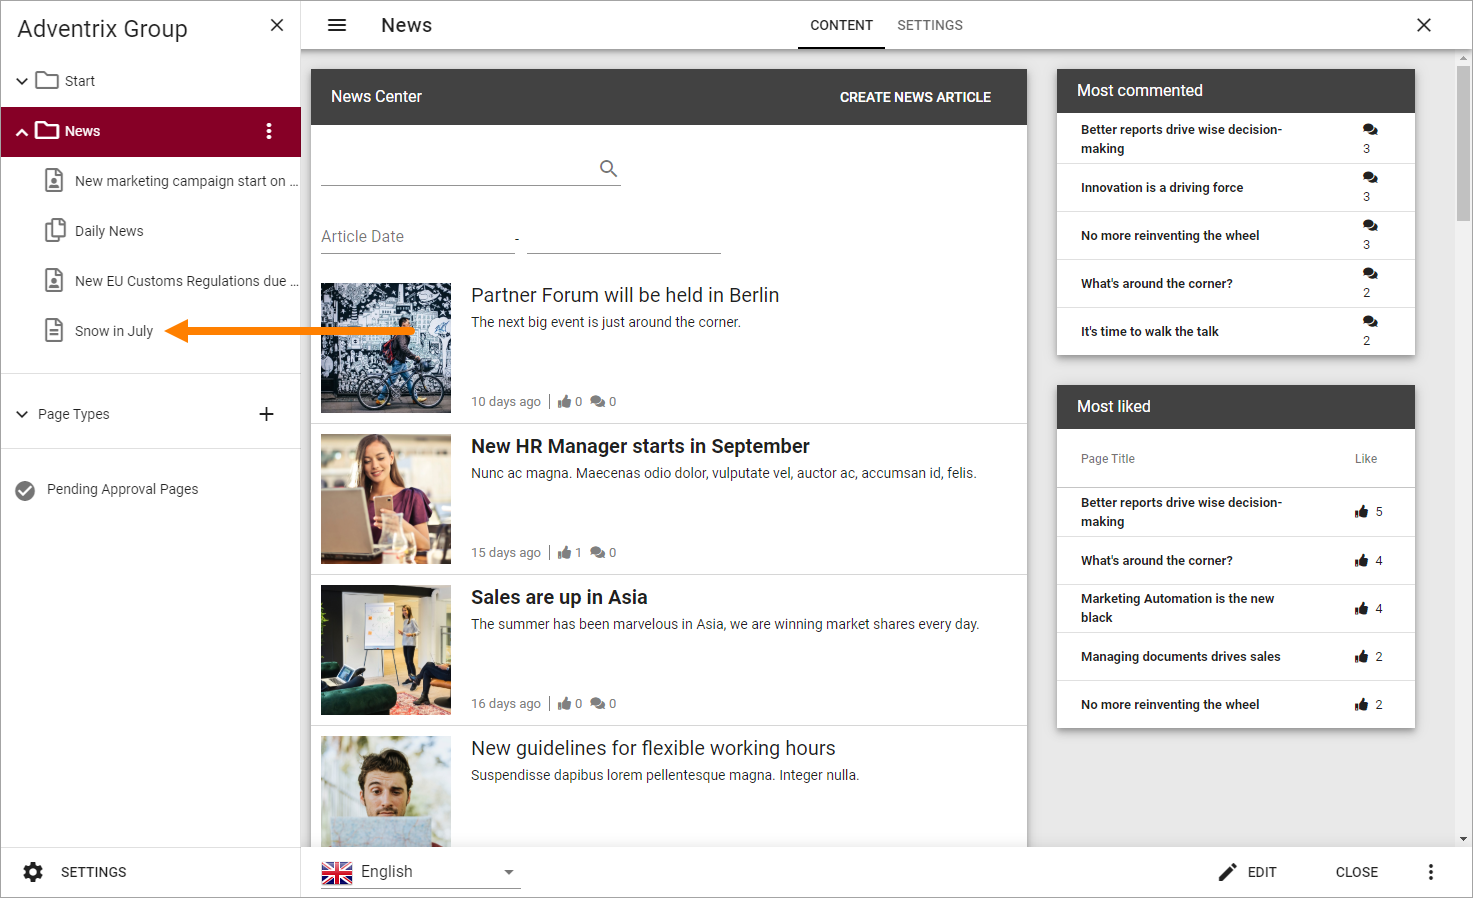 Adventrix Group
Start
News
New marketing campaign start on ...
Daily News
New EU Customs Regulations due ...
Snow in July
Page Types
Pending Approval Pages
SETTINGS
News
CONTENT
SETTINGS
News Center
CREATE NEWS ARTICLE
Article Date
-
Partner Forum will be held in Berlin
The next big event is just around the corner.
10 days ago 0 0
New HR Manager starts in September
Nunc ac magna. Maecenas odio dolor, vulputate vel, auctor ac, accumsan id, felis.
15 days ago 1 0
Sales are up in Asia
The summer has been marvelous in Asia, we are winning market shares every day.
16 days ago 0 0
New guidelines for flexible working hours
Suspendisse dapibus lorem pellentesque magna. Integer nulla.
Most commented
Better reports drive wise decision-
making
3
Innovation is a driving force
3
No more reinventing the wheel
3
What's around the corner?
2
It's time to walk the talk
2
Most liked
Page Title Like
Better reports drive wise decision-
making
5
What's around the corner? 4
Marketing Automation is the new
black
4
Managing documents drives sales 2
No more reinventing the wheel 2
English
EDIT
CLOSE